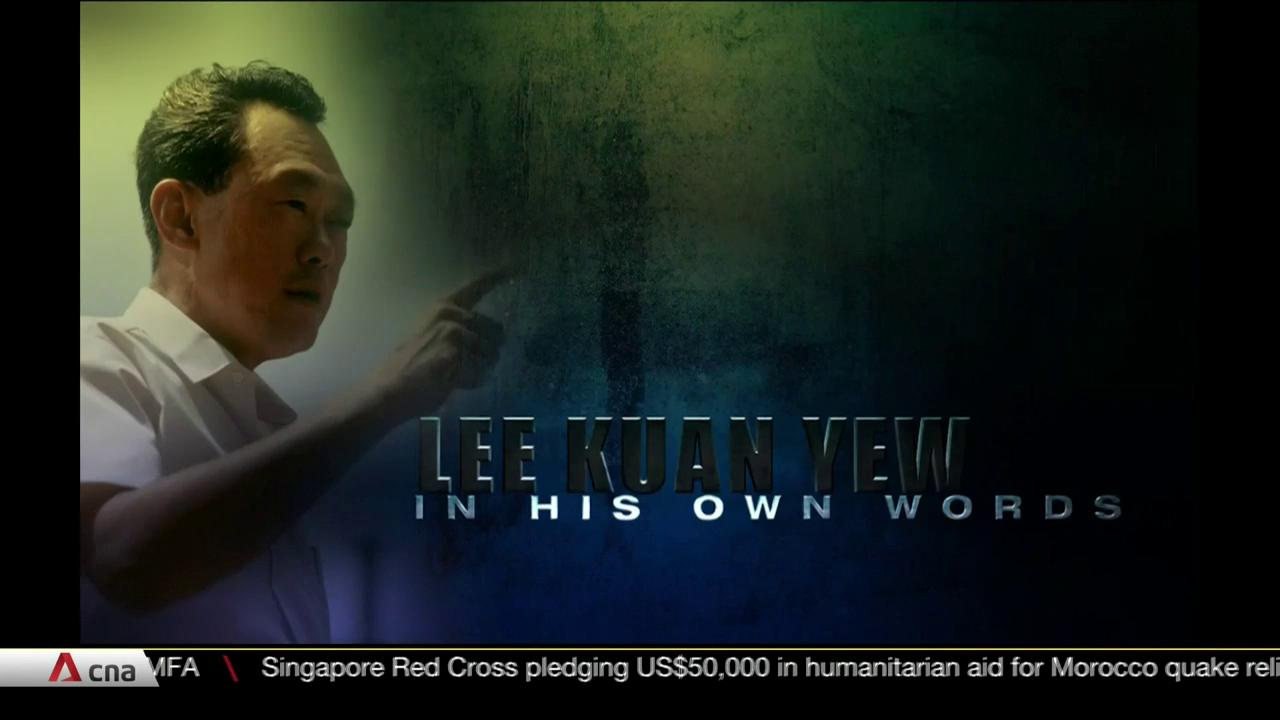 LEE KUAN YEW
IN HIS OWN WORDS
cna MFA \ Singapore Red Cross pledging US$50,000 in humanitarian aid for Morocco quake reli